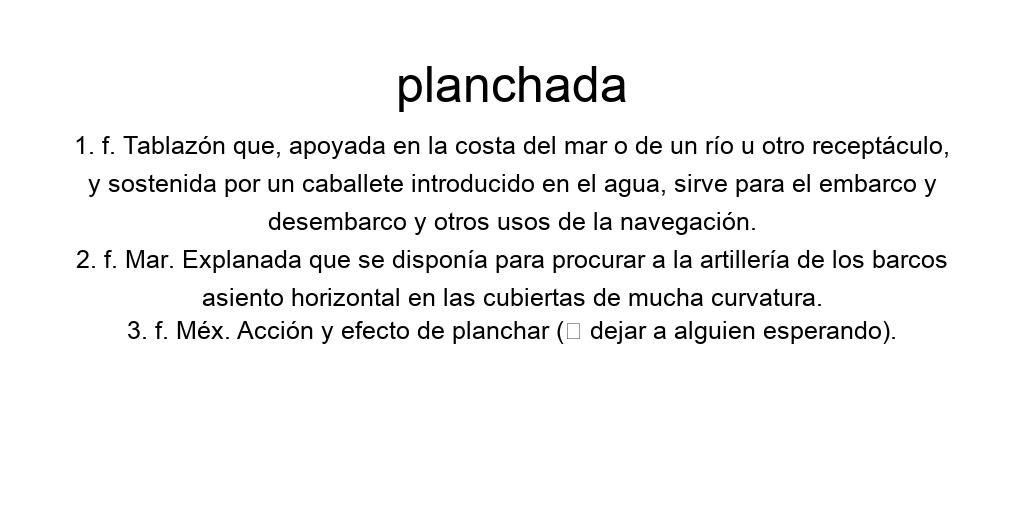 planchada
1. f. Tablazón que, apoyada en la costa del mar o de un río u otro receptáculo,
y sostenida por un caballete introducido en el agua, sirve para el embarco y
desembarco y otros usos de la navegación.
2. f. Mar. Explanada que se disponía para procurar a la artillería de los barcos
asiento horizontal en las cubiertas de mucha curvatura.
3. f. Méx. Acción y efecto de planchar (□ dejar a alguien esperando).